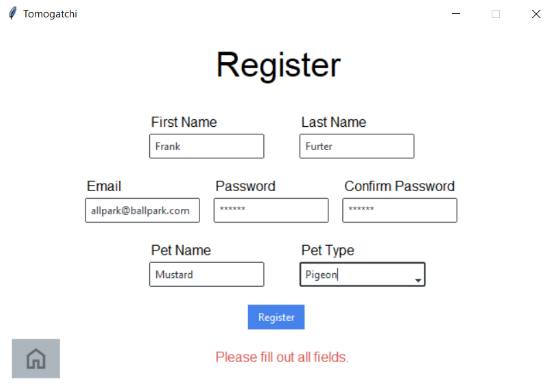 Tomogatchi
Register
First Name Last Name
Frank Furter
Email Password Confirm Password
allpark@ballpark.com ****** ******
Pet Name Pet Type
Mustard Pigeon
Register
Please fill out all fields.